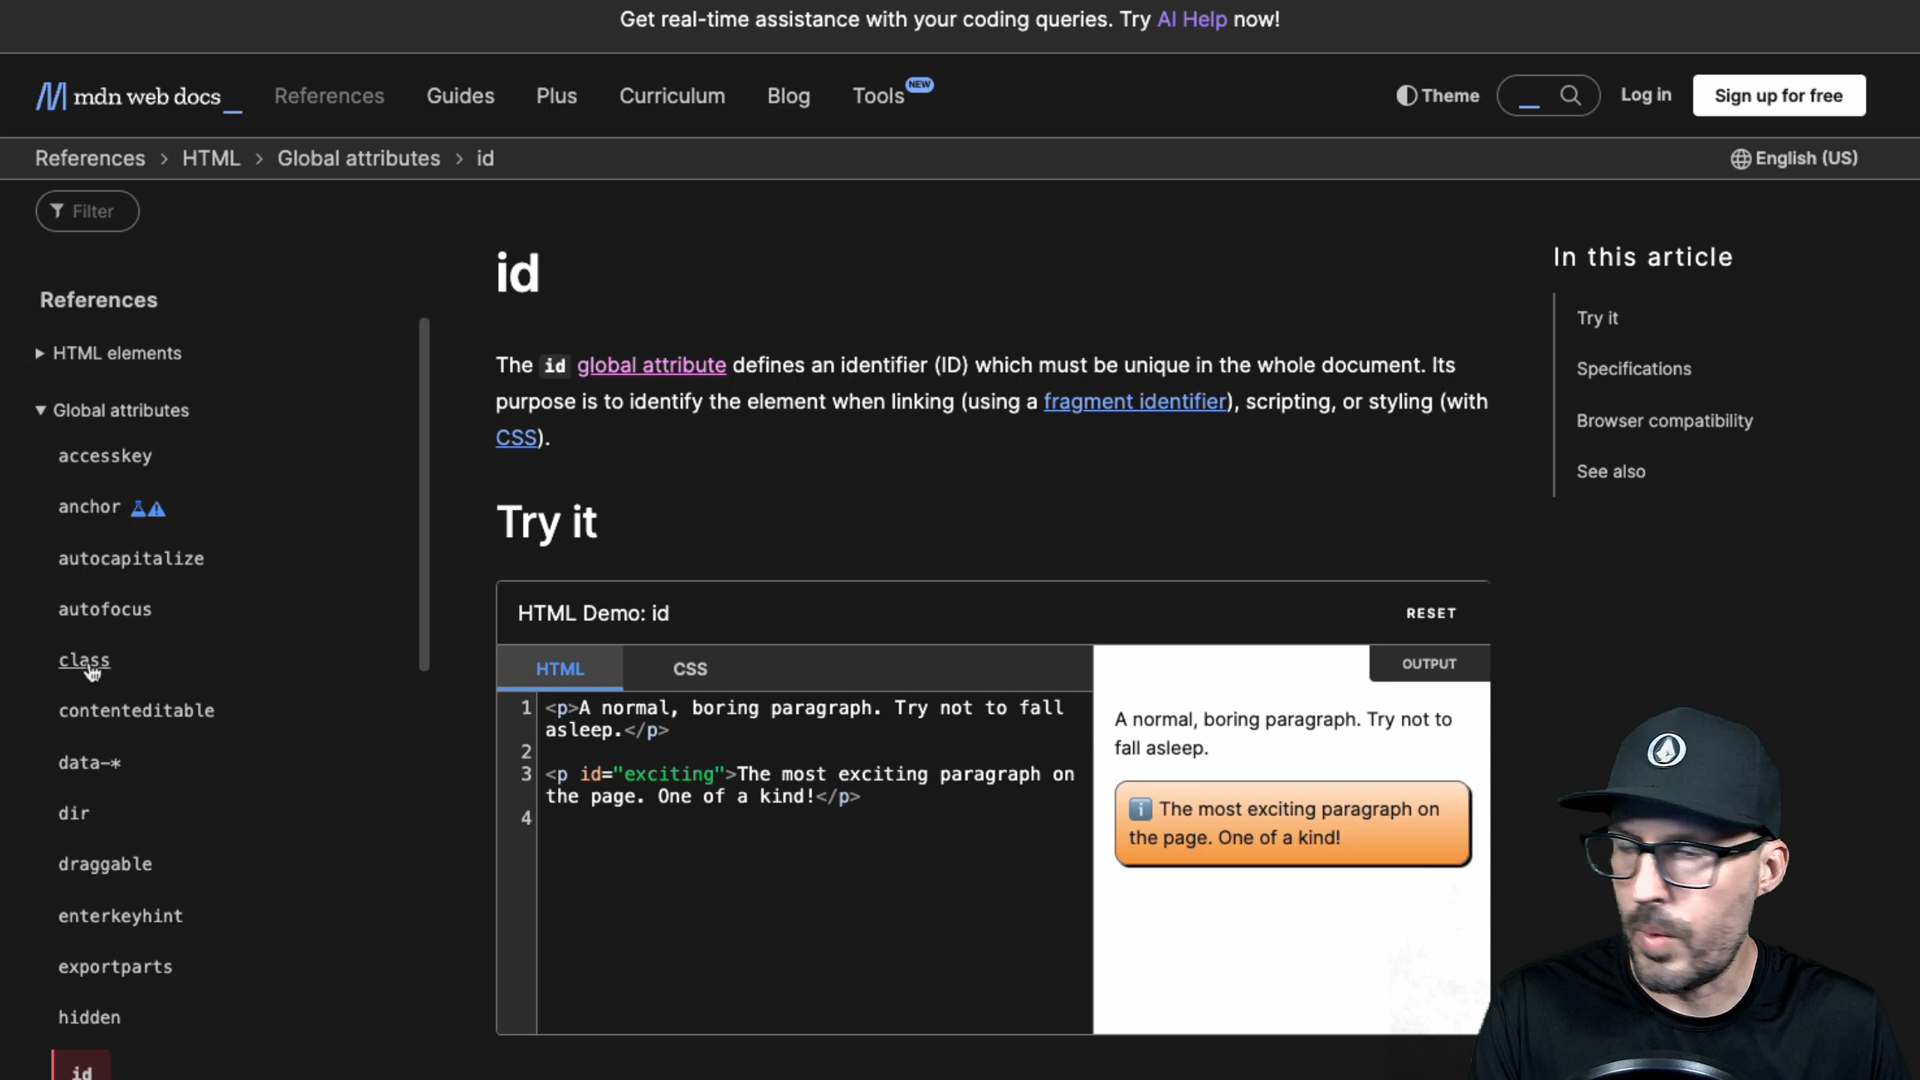 Get real-time assistance with your coding queries. Try AI Help now!
mdn web docs_
References
Guides
Plus
Curriculum
Blog
Tools NEW
Theme
Log in
Sign up for free
References > HTML > Global attributes > id
English (US)
Filter
References
HTML elements
Global attributes
accesskey
anchor
autocapitalize
autofocus
class
contenteditable
data-*
dir
draggable
enterkeyhint
exportparts
hidden
id
id
The id global attribute defines an identifier (ID) which must be unique in the whole document. Its
purpose is to identify the element when linking (using a fragment identifier), scripting, or styling (with
CSS).
Try it
HTML Demo: id
RESET
HTML
CSS
1 <p>A normal, boring paragraph. Try not to fall
asleep.</p>
2
3 <p id="exciting">The most exciting paragraph on
the page. One of a kind!</p>
4
OUTPUT
A normal, boring paragraph. Try not to
fall asleep.
The most exciting paragraph on
the page. One of a kind!
In this article
Try it
Specifications
Browser compatibility
See also